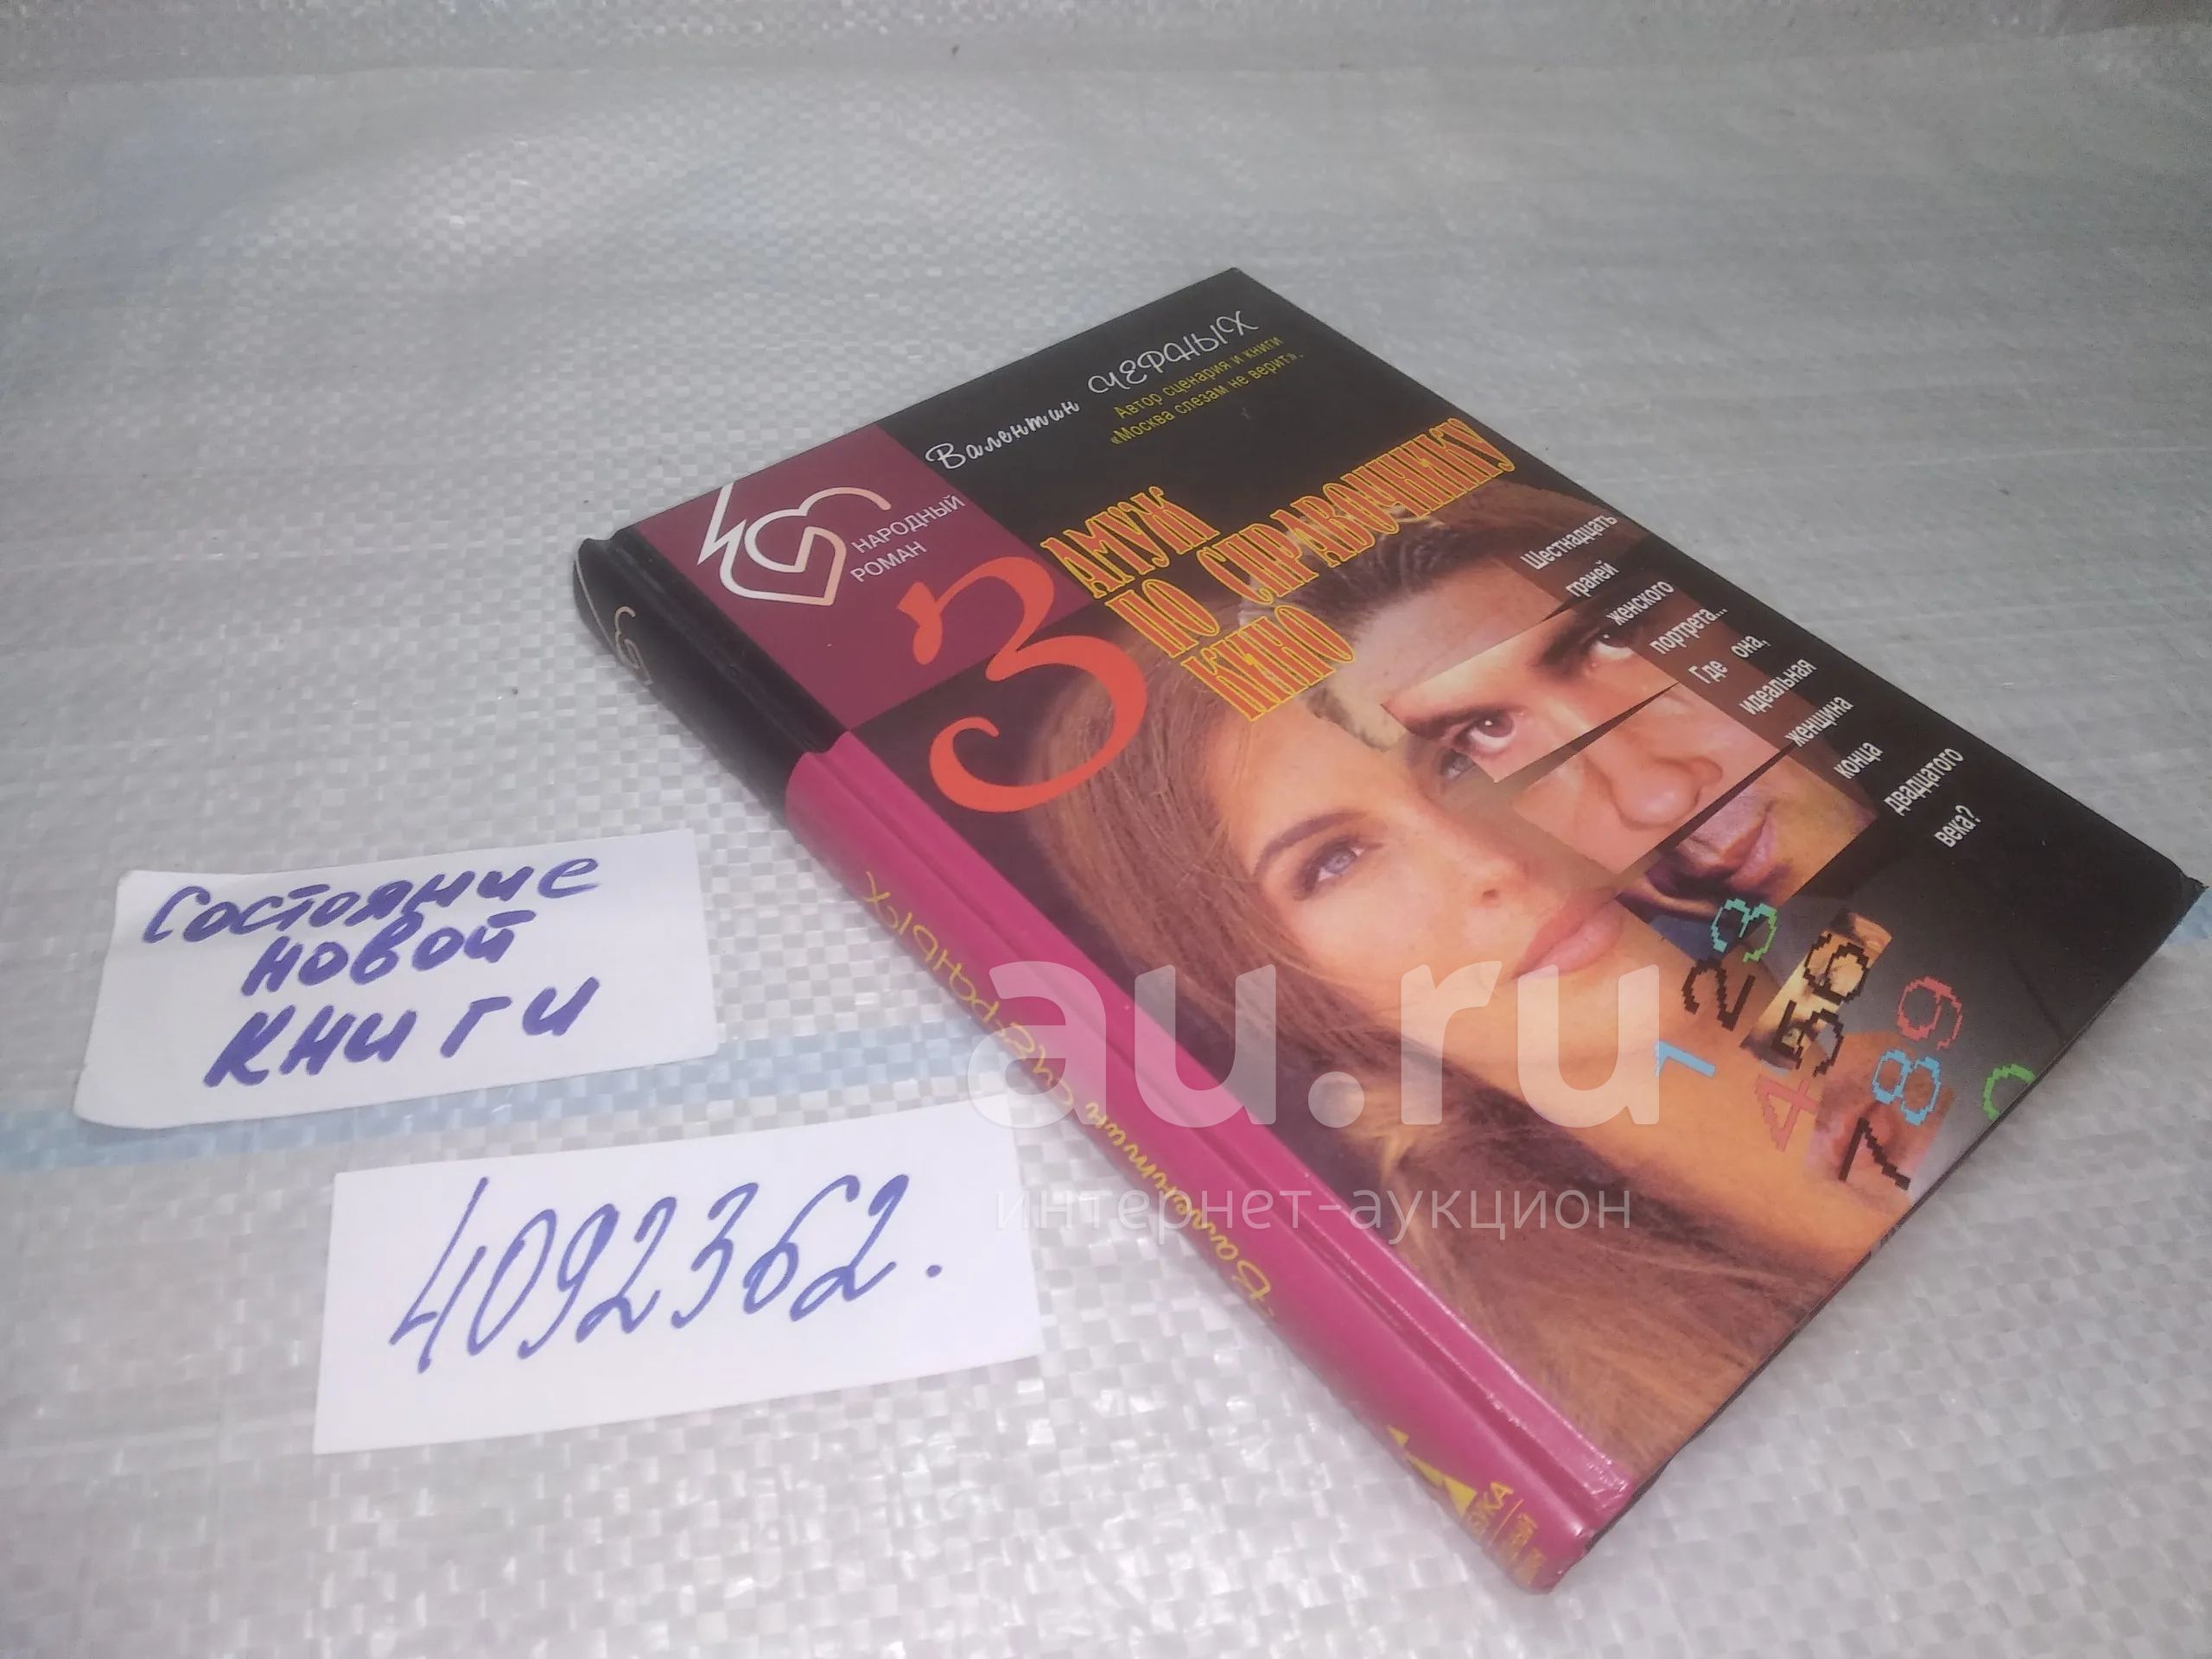 Валентин ЧЕРНЫХ
Автор сценария и книги
«Москва слезам не верит».
НАРОДНЫЙ
РОМАН
ЗАМУЖ
ПО СПРАВОЧНИКУ
КИНО
Шестнадцать
граней
женского
портрета...
Где она,
идеальная
женщина
конца
двадцатого
века?
1 2 3
4 5 6
7 8 9
Валентин ЧЕРНЫХ
Состояние
новой
книги
4092362.
au.ru
интернет-аукцион